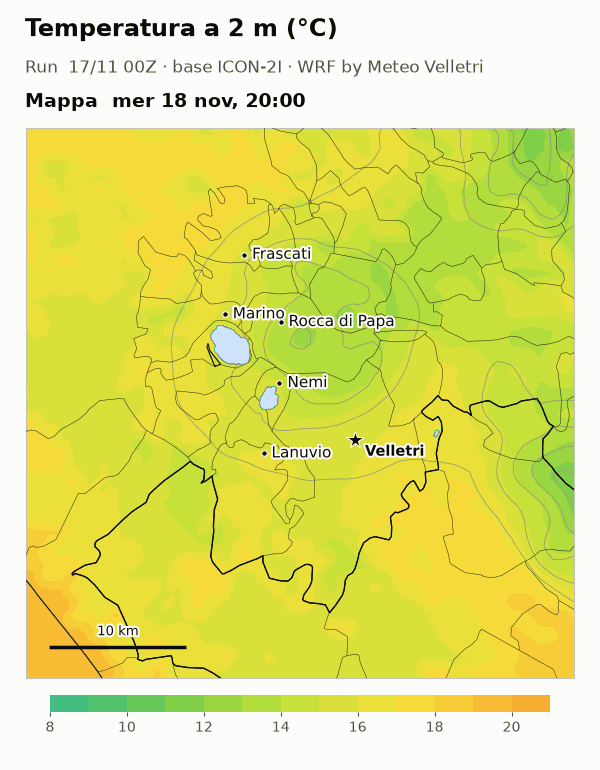 Temperatura a 2 m (°C)
Run  17/11 00Z · base ICON-2I · WRF by Meteo Velletri
Mappa  mer 18 nov, 20:00
Frascati
Marino
Rocca di Papa
Nemi
Velletri
Lanuvio
10 km
8 10 12 14 16 18 20